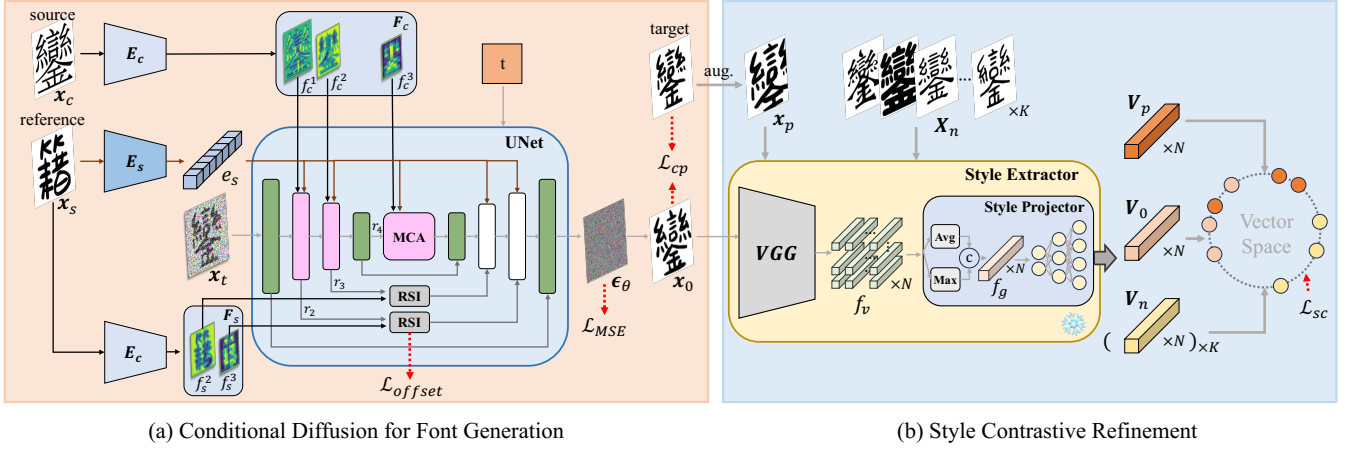 source
𝒙_c
E_c
F_c
f_c^1
f_c^2
f_c^3
reference
籍
𝒙_s
E_s
e_s
𝒙_t
E_c
F_s
f_s^2
f_s^3
t
UNet
r_4
MCA
r_3
RSI
r_2
RSI
ℒ_offset
ϵ_θ
ℒ_MSE
target
ℒ_cp
𝒙_0
aug.
𝒙_p
X_n
... ×K
Style Extractor
VGG
f_v
×N
Style Projector
Avg
Max
C
f_g
×N
V_p
×N
V_0
×N
V_n
( ×N )×K
Vector
Space
ℒ_sc
(a) Conditional Diffusion for Font Generation
(b) Style Contrastive Refinement